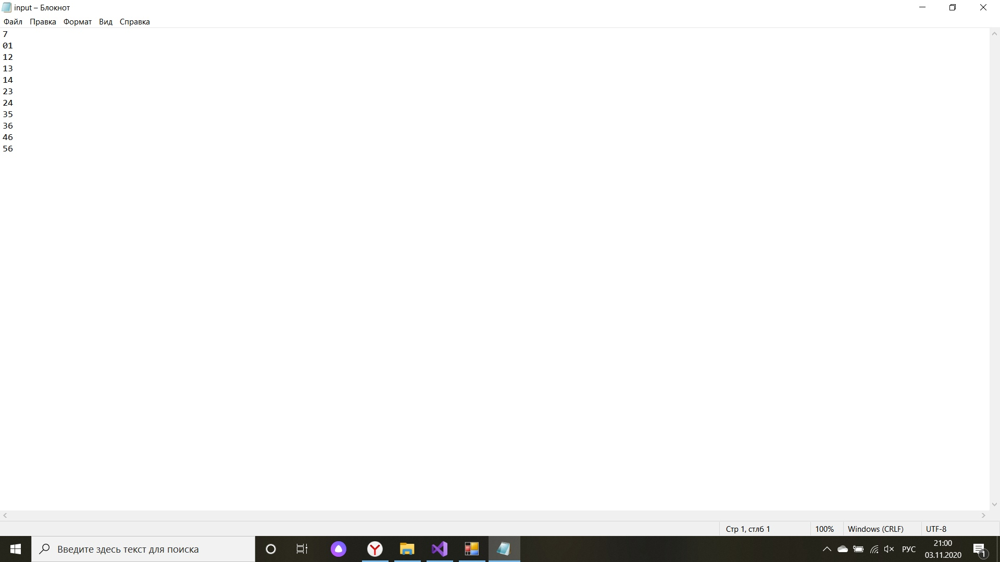 input – Блокнот
Файл Правка Формат Вид Справка
7
01
12
13
14
23
24
35
36
46
56
Стр 1, стлб 1 100% Windows (CRLF) UTF-8
Введите здесь текст для поиска
РУС
21:00
03.11.2020
1